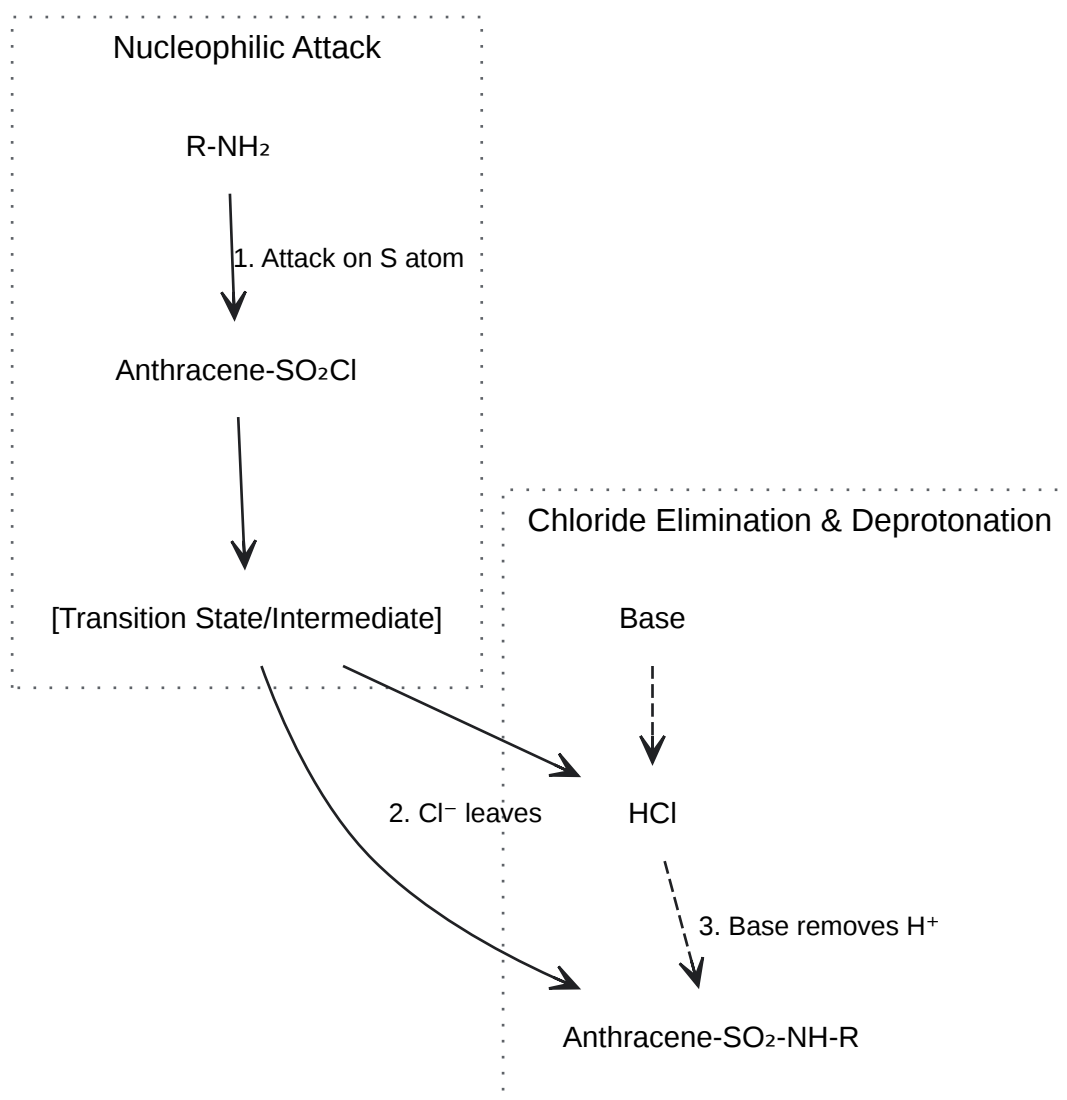 Nucleophilic Attack
R-NH₂
1. Attack on S atom
Anthracene-SO₂Cl
[Transition State/Intermediate]
Chloride Elimination & Deprotonation
Base
2. Cl⁻ leaves
HCl
3. Base removes H⁺
Anthracene-SO₂-NH-R